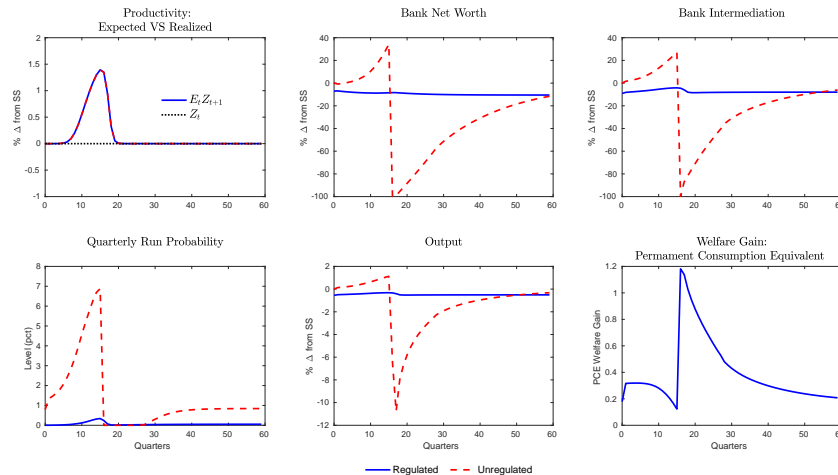 Productivity:
Expected VS Realized
% Δ from SS
2
1.5
1
0.5
0
-0.5
-1
0 10 20 30 40 50 60
E_t Z_{t+1}
Z_t
Bank Net Worth
% Δ from SS
40
20
0
-20
-40
-60
-80
-100
0 10 20 30 40 50 60
Bank Intermediation
% Δ from SS
40
20
0
-20
-40
-60
-80
-100
0 10 20 30 40 50 60
Quarterly Run Probability
Level (pct)
8
7
6
5
4
3
2
1
0
0 10 20 30 40 50 60
Quarters
Output
% Δ from SS
2
0
-2
-4
-6
-8
-10
-12
0 10 20 30 40 50 60
Quarters
Welfare Gain:
Permament Consumption Equivalent
PCE Welfare Gain
1.2
1
0.8
0.6
0.4
0.2
0
0 10 20 30 40 50 60
Quarters
Regulated Unregulated